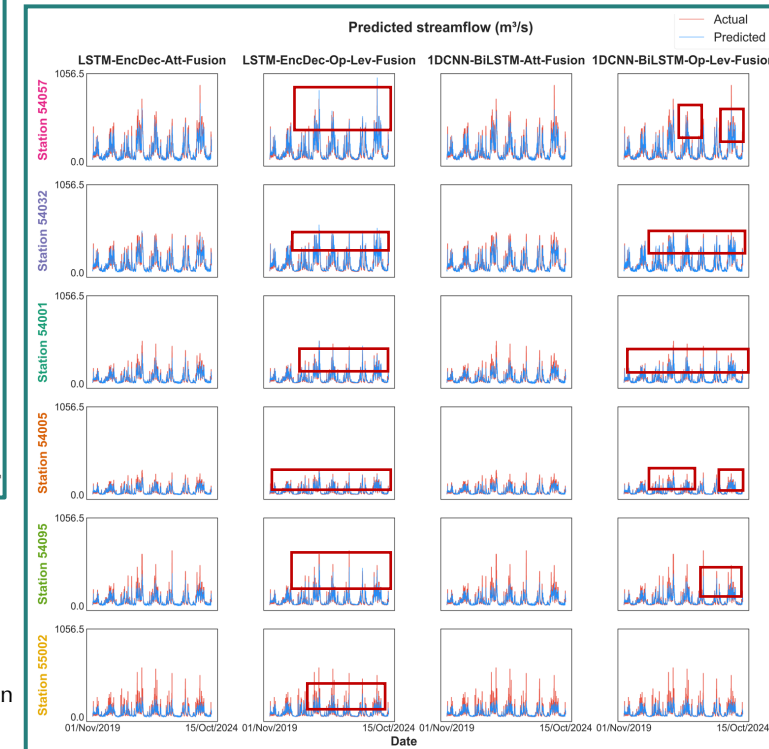 Predicted streamflow (m³/s)
Actual
Predicted
LSTM-EncDec-Att-Fusion LSTM-EncDec-Op-Lev-Fusion 1DCNN-BiLSTM-Att-Fusion 1DCNN-BiLSTM-Op-Lev-Fusion
Station 54057
1056.5
0.0
Station 54032
1056.5
0.0
Station 54001
1056.5
0.0
Station 54005
1056.5
0.0
Station 54095
1056.5
0.0
Station 55002
1056.5
0.0
01/Nov/2019 15/Oct/2024 01/Nov/2019 15/Oct/2024 01/Nov/2019 15/Oct/2024 01/Nov/2019 15/Oct/2024
Date